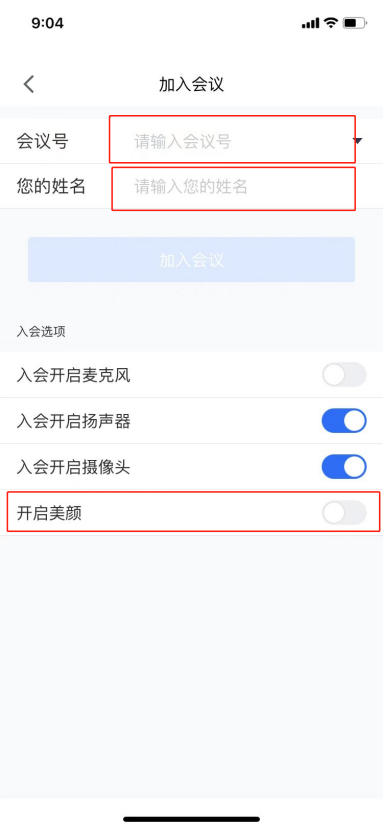 9:04
加入会议
会议号 请输入会议号
您的姓名 请输入您的姓名
加入会议
入会选项
入会开启麦克风
入会开启扬声器
入会开启摄像头
开启美颜